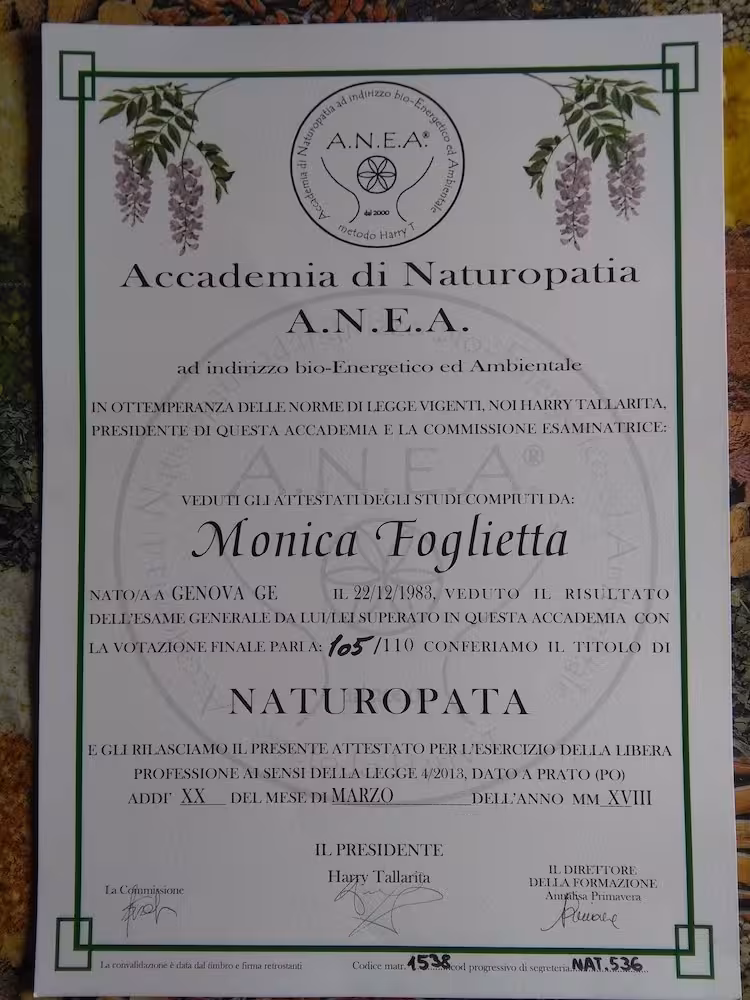 Accademia di Naturopatia ad indirizzo bio-Energetico ed Ambientale
A.N.E.A.®
dal 2000
metodo Harry T
Accademia di Naturopatia
A.N.E.A.
ad indirizzo bio-Energetico ed Ambientale
IN OTTEMPERANZA DELLE NORME DI LEGGE VIGENTI, NOI HARRY TALLARITA,
PRESIDENTE DI QUESTA ACCADEMIA E LA COMMISSIONE ESAMINATRICE:
A.N.E.A.®
VEDUTI GLI ATTESTATI DEGLI STUDI COMPIUTI DA:
Monica Foglietta
NATO/A A GENOVA GE IL 22/12/1983, VEDUTO IL RISULTATO
DELL'ESAME GENERALE DA LUI/LEI SUPERATO IN QUESTA ACCADEMIA CON
LA VOTAZIONE FINALE PARI A: 105/110 CONFERIAMO IL TITOLO DI
NATUROPATA
E GLI RILASCIAMO IL PRESENTE ATTESTATO PER L'ESERCIZIO DELLA LIBERA
PROFESSIONE AI SENSI DELLA LEGGE 4/2013, DATO A PRATO (PO)
ADDI' XX DEL MESE DI MARZO DELL'ANNO MM XVIII
IL PRESIDENTE
Harry Tallarita
La Commissione
IL DIRETTORE
DELLA FORMAZIONE
Annalisa Primavera
La convalidazione è data dal timbro e firma retrostanti
Codice matr. 1538 cod progressivo di segreteria NAT. 536